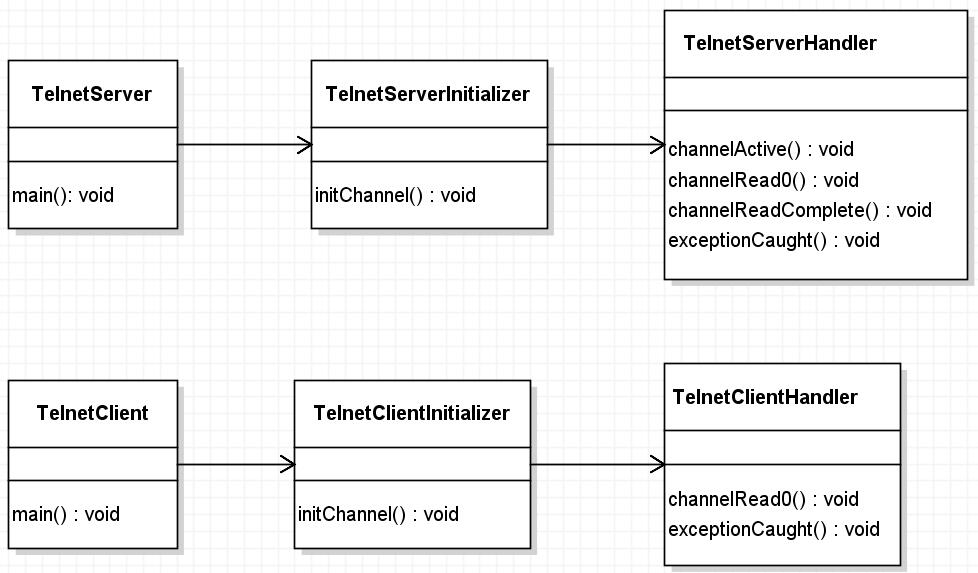 TelnetServer
main(): void
TelnetServerInitializer
initChannel() : void
TelnetServerHandler
channelActive() : void
channelRead0() : void
channelReadComplete() : void
exceptionCaught() : void
TelnetClient
main() : void
TelnetClientInitializer
initChannel() : void
TelnetClientHandler
channelRead0() : void
exceptionCaught() : void